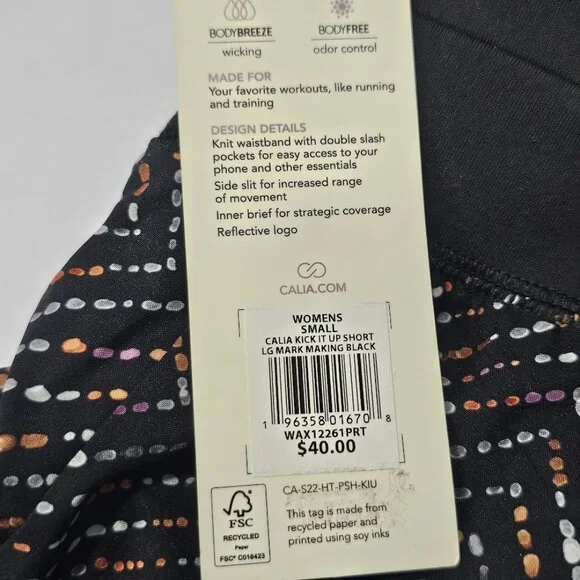 BODYBREEZE
wicking
BODYFREE
odor control
MADE FOR
Your favorite workouts, like running
and training
DESIGN DETAILS
Knit waistband with double slash
pockets for easy access to your
phone and other essentials
Side slit for increased range
of movement
Inner brief for strategic coverage
Reflective logo
CALIA.COM
WOMENS
SMALL
CALIA KICK IT UP SHORT
LG MARK MAKING BLACK
1 96358 01670 8
WAX12261PRT
$40.00
CA-S22-HT-PSH-KIU
This tag is made from
recycled paper and
printed using soy inks
FSC
RECYCLED
Paper
FSC® C016423